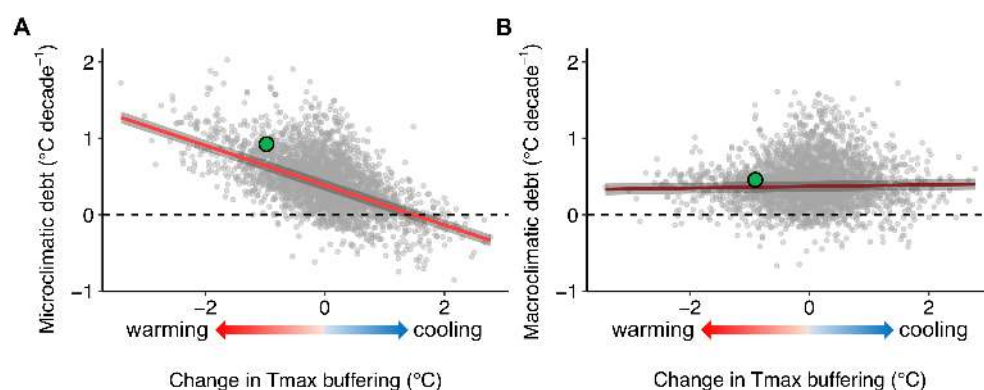 A
Microclimatic debt (°C decade⁻¹)
2
1
0
−1
−2
0
2
warming
cooling
Change in Tmax buffering (°C)
B
Macroclimatic debt (°C decade⁻¹)
2
1
0
−1
−2
0
2
warming
cooling
Change in Tmax buffering (°C)